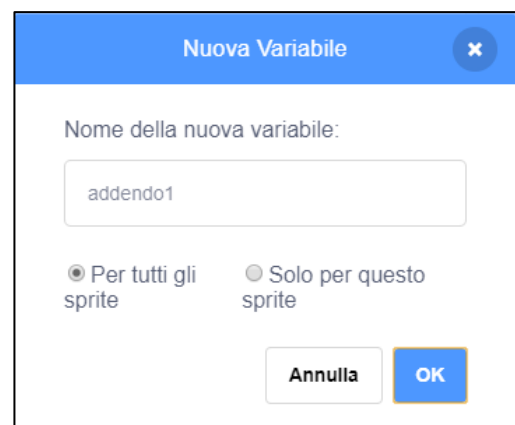 Nuova Variabile
Nome della nuova variabile:
addendo1
Per tutti gli sprite
Solo per questo sprite
Annulla
OK